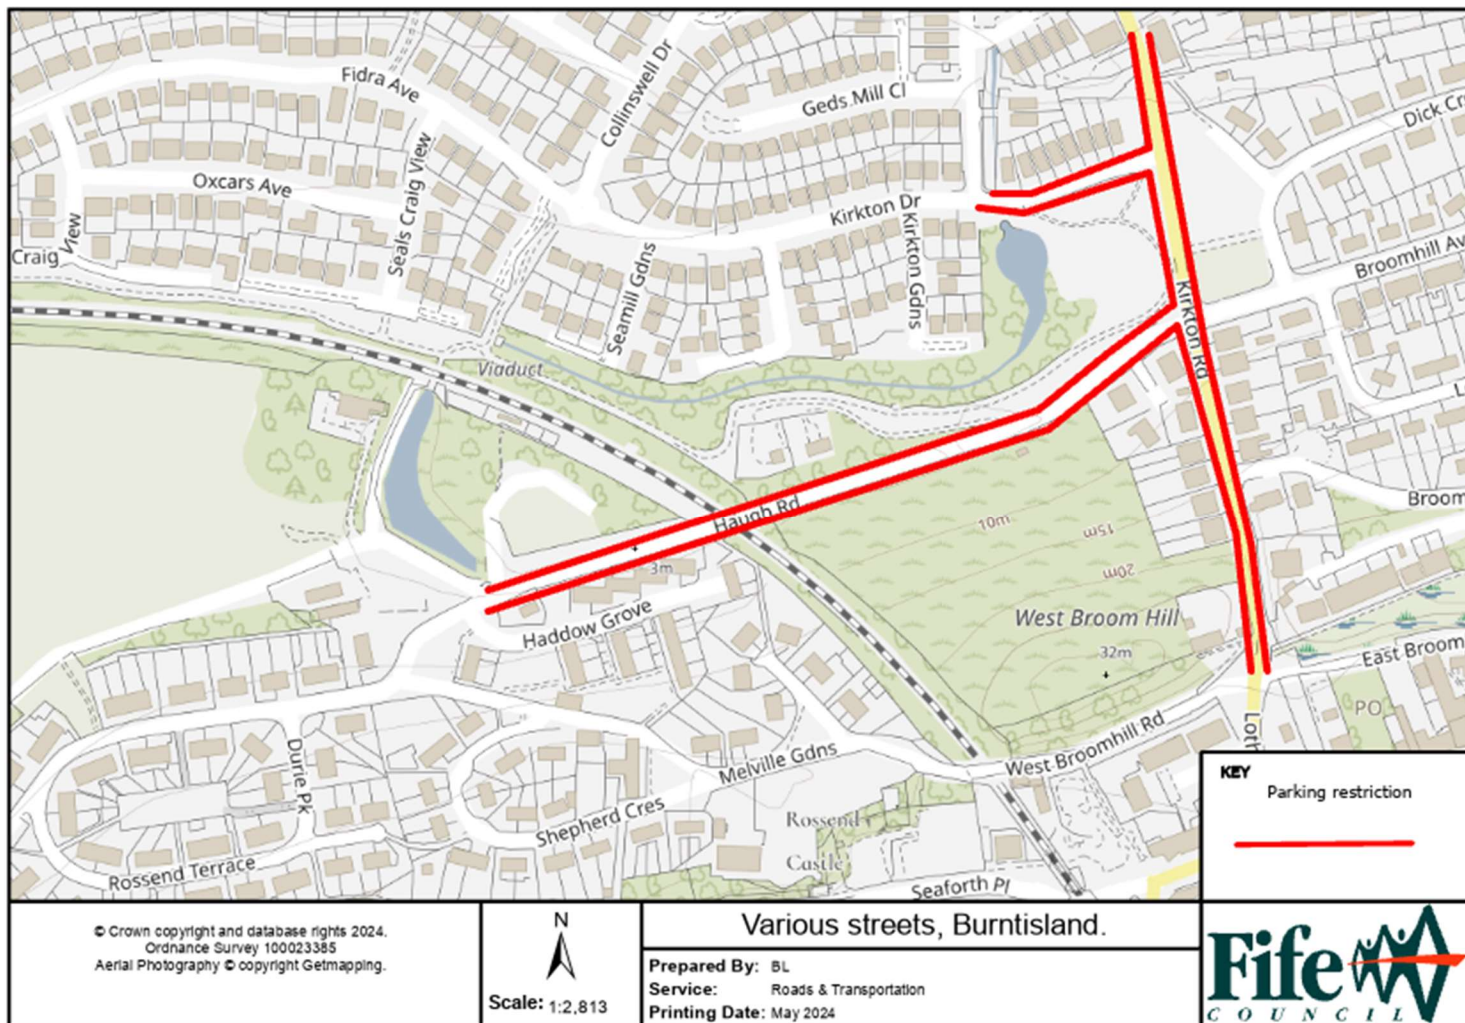 Fidra Ave
Collinswell Dr
Geds Mill Cl
Dick Cr
Oxcars Ave
Seals Craig View
Craig View
Kirkton Dr
Kirkton Gdns
Seamill Gdns
Broomhill Av
Kirkton Rd
Viaduct
Haugh Rd
10m
15m
20m
3m
Haddow Grove
West Broom Hill
32m
Broom
East Broom
PO
Loth
West Broomhill Rd
Durie Pk
Melville Gdns
Shepherd Cres
Rossend
Castle
Rossend Terrace
Seaforth Pl
KEY
Parking restriction
© Crown copyright and database rights 2024.
Ordnance Survey 100023385
Aerial Photography © copyright Getmapping.
N
Scale: 1:2,813
Various streets, Burntisland.
Prepared By: BL
Service: Roads & Transportation
Printing Date: May 2024
Fife
COUNCIL